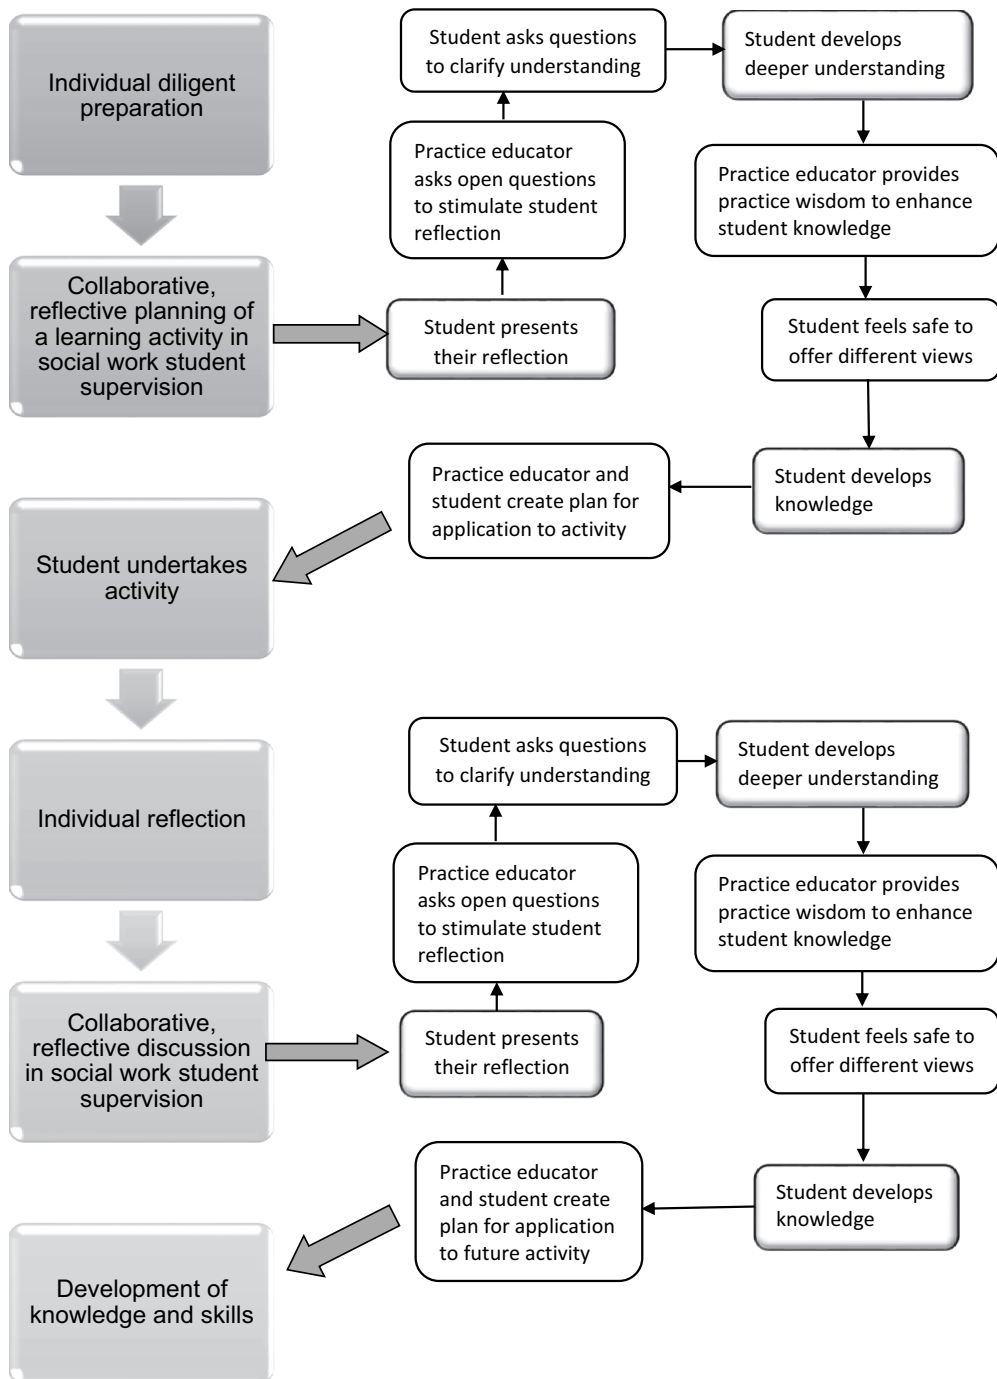 Individual diligent
preparation
Collaborative,
reflective planning of
a learning activity in
social work student
supervision
Student presents
their reflection
Practice educator
asks open questions
to stimulate student
reflection
Student asks questions
to clarify understanding
Student develops
deeper understanding
Practice educator provides
practice wisdom to enhance
student knowledge
Student feels safe to
offer different views
Student develops
knowledge
Practice educator and
student create plan for
application to activity
Student undertakes
activity
Individual reflection
Collaborative,
reflective discussion
in social work student
supervision
Student presents
their reflection
Practice educator
asks open questions
to stimulate student
reflection
Student asks questions
to clarify understanding
Student develops
deeper understanding
Practice educator provides
practice wisdom to enhance
student knowledge
Student feels safe to
offer different views
Student develops
knowledge
Practice educator
and student create
plan for application
to future activity
Development of
knowledge and skills